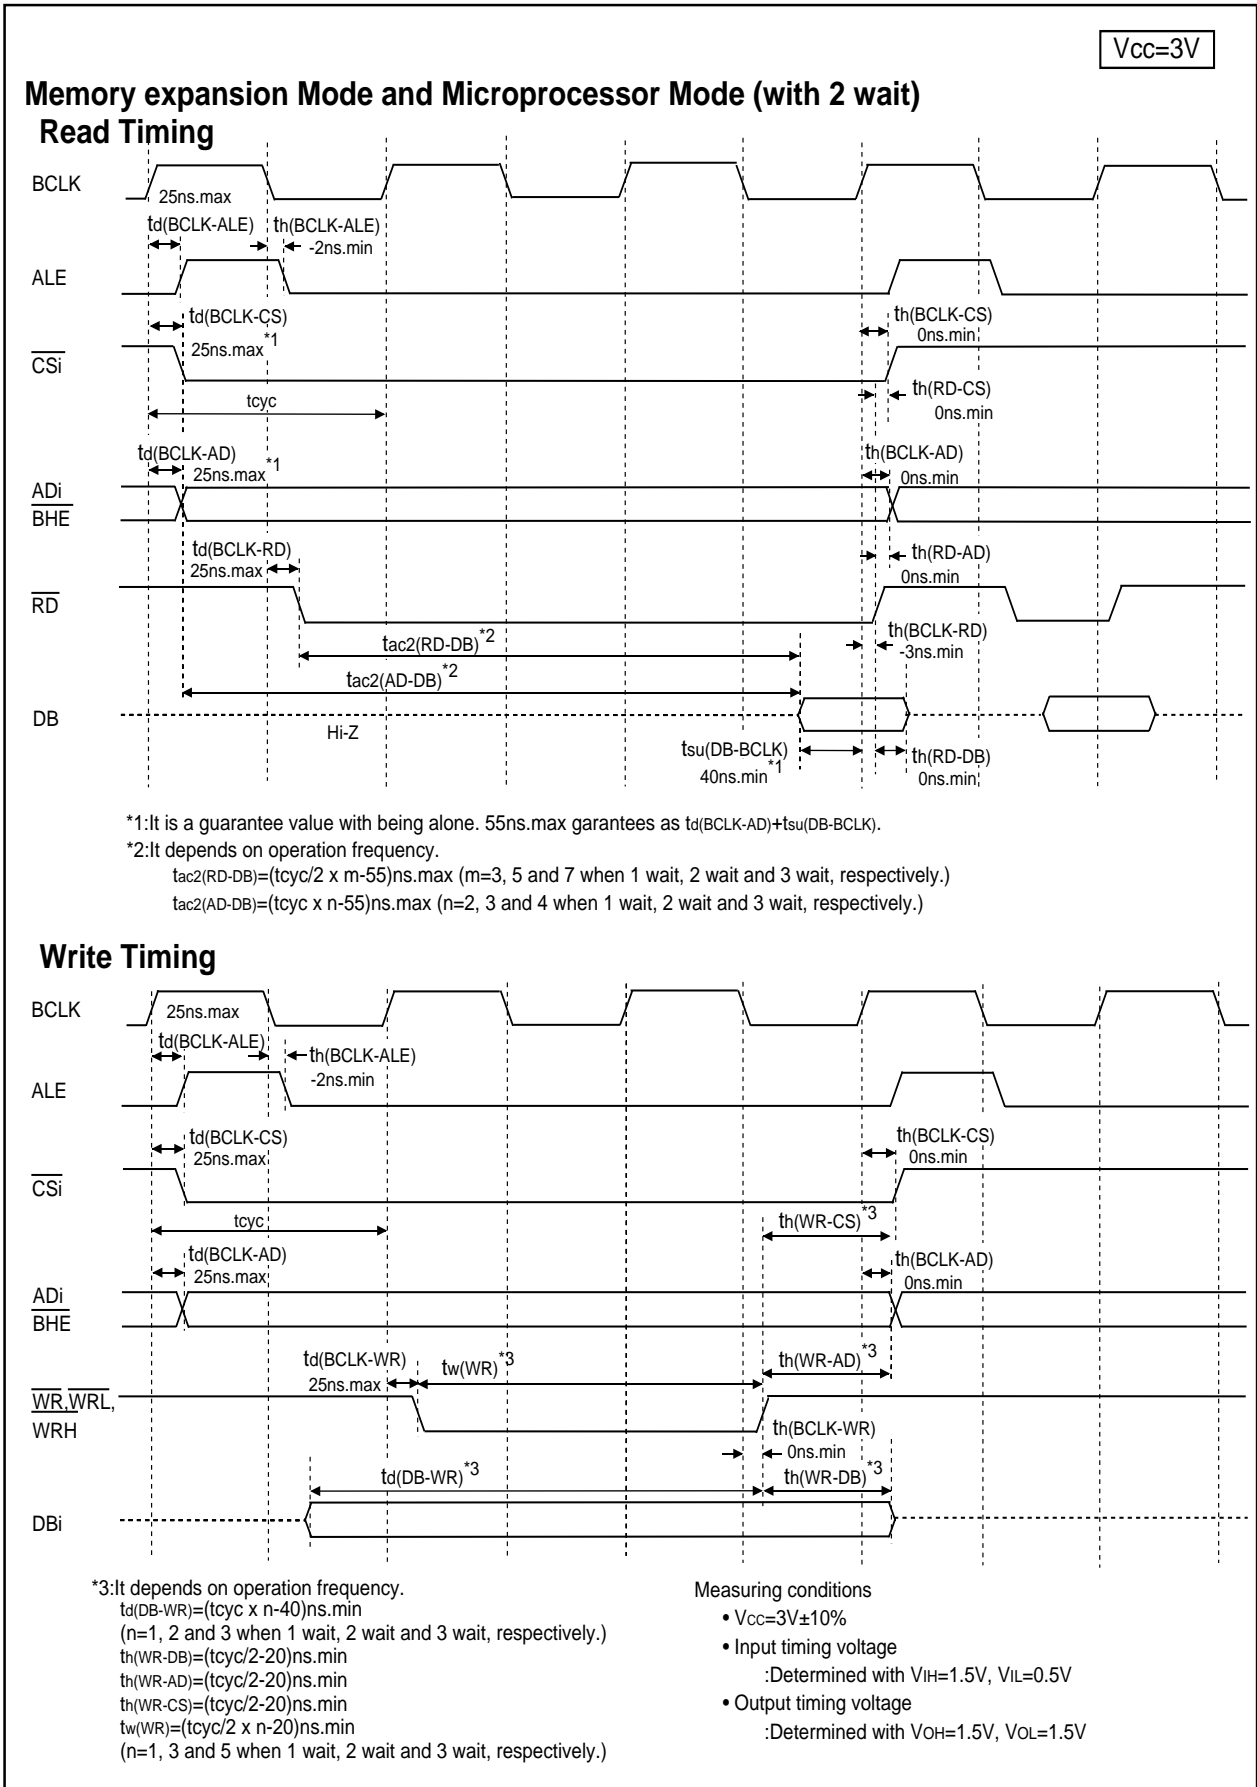 Vcc=3V
Memory expansion Mode and Microprocessor Mode (with 2 wait)
Read Timing
BCLK
25ns.max
td(BCLK-ALE)
th(BCLK-ALE)
-2ns.min
ALE
td(BCLK-CS)
25ns.max*1
th(BCLK-CS)
0ns.min
CSi
tcyc
th(RD-CS)
0ns.min
td(BCLK-AD)
25ns.max*1
th(BCLK-AD)
0ns.min
ADi
BHE
td(BCLK-RD)
25ns.max
th(RD-AD)
0ns.min
RD
th(BCLK-RD)
-3ns.min
tac2(RD-DB)*2
tac2(AD-DB)*2
DB
Hi-Z
tsu(DB-BCLK)
40ns.min*1
th(RD-DB)
0ns.min
*1:It is a guarantee value with being alone. 55ns.max garantees as td(BCLK-AD)+tsu(DB-BCLK).
*2:It depends on operation frequency.
tac2(RD-DB)=(tcyc/2 x m-55)ns.max (m=3, 5 and 7 when 1 wait, 2 wait and 3 wait, respectively.)
tac2(AD-DB)=(tcyc x n-55)ns.max (n=2, 3 and 4 when 1 wait, 2 wait and 3 wait, respectively.)
Write Timing
BCLK
25ns.max
td(BCLK-ALE)
th(BCLK-ALE)
-2ns.min
ALE
td(BCLK-CS)
25ns.max
th(BCLK-CS)
0ns.min
CSi
tcyc
th(WR-CS)*3
td(BCLK-AD)
25ns.max
th(BCLK-AD)
0ns.min
ADi
BHE
td(BCLK-WR)
25ns.max
tw(WR)*3
th(WR-AD)*3
WR,WRL,
WRH
th(BCLK-WR)
0ns.min
td(DB-WR)*3
th(WR-DB)*3
DBi
*3:It depends on operation frequency.
td(DB-WR)=(tcyc x n-40)ns.min
(n=1, 2 and 3 when 1 wait, 2 wait and 3 wait, respectively.)
th(WR-DB)=(tcyc/2-20)ns.min
th(WR-AD)=(tcyc/2-20)ns.min
th(WR-CS)=(tcyc/2-20)ns.min
tw(WR)=(tcyc/2 x n-20)ns.min
(n=1, 3 and 5 when 1 wait, 2 wait and 3 wait, respectively.)
Measuring conditions
• VCC=3V±10%
• Input timing voltage
:Determined with VIH=1.5V, VIL=0.5V
• Output timing voltage
:Determined with VOH=1.5V, VOL=1.5V